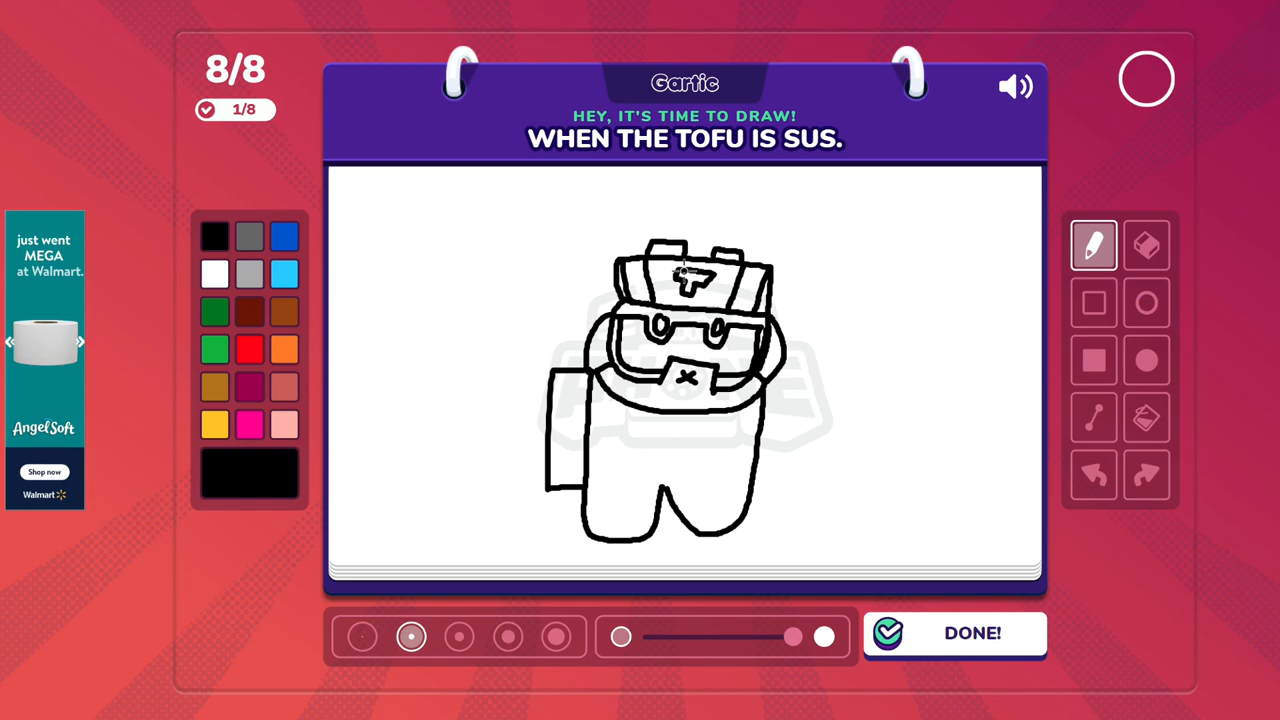 8/8
1/8
Gartic
HEY, IT'S TIME TO DRAW!
WHEN THE TOFU IS SUS.
just went
MEGA
at Walmart.
Angel Soft
Shop now
Walmart
DONE!